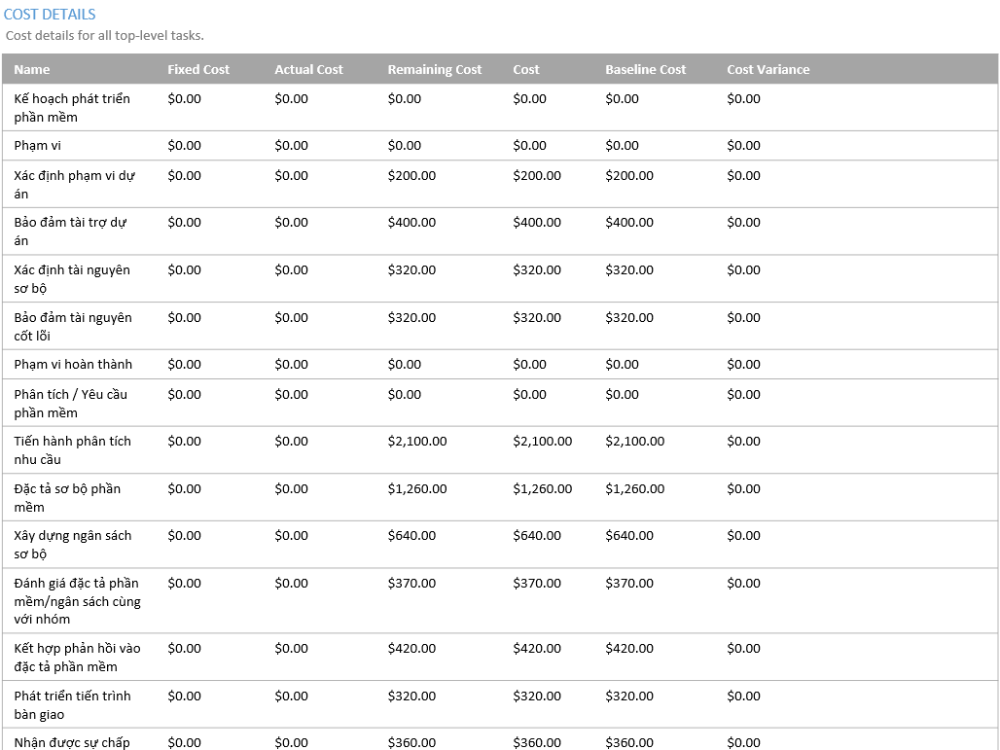 COST DETAILS
Cost details for all top-level tasks.
Name Fixed Cost Actual Cost Remaining Cost Cost Baseline Cost Cost Variance
Kế hoạch phát triển $0.00 $0.00 $0.00 $0.00 $0.00 $0.00
phần mềm
Phạm vi $0.00 $0.00 $0.00 $0.00 $0.00 $0.00
Xác định phạm vi dự $0.00 $0.00 $200.00 $200.00 $200.00 $0.00
án
Bảo đảm tài trợ dự $0.00 $0.00 $400.00 $400.00 $400.00 $0.00
án
Xác định tài nguyên $0.00 $0.00 $320.00 $320.00 $320.00 $0.00
sơ bộ
Bảo đảm tài nguyên $0.00 $0.00 $320.00 $320.00 $320.00 $0.00
cốt lõi
Phạm vi hoàn thành $0.00 $0.00 $0.00 $0.00 $0.00 $0.00
Phân tích / Yêu cầu $0.00 $0.00 $0.00 $0.00 $0.00 $0.00
phần mềm
Tiến hành phân tích $0.00 $0.00 $2,100.00 $2,100.00 $2,100.00 $0.00
nhu cầu
Đặc tả sơ bộ phần $0.00 $0.00 $1,260.00 $1,260.00 $1,260.00 $0.00
mềm
Xây dựng ngân sách $0.00 $0.00 $640.00 $640.00 $640.00 $0.00
sơ bộ
Đánh giá đặc tả phần $0.00 $0.00 $370.00 $370.00 $370.00 $0.00
mềm/ngân sách cùng
với nhóm
Kết hợp phản hồi vào $0.00 $0.00 $420.00 $420.00 $420.00 $0.00
đặc tả phần mềm
Phát triển tiến trình $0.00 $0.00 $320.00 $320.00 $320.00 $0.00
bàn giao
Nhận được sự chấp $0.00 $0.00 $360.00 $360.00 $360.00 $0.00